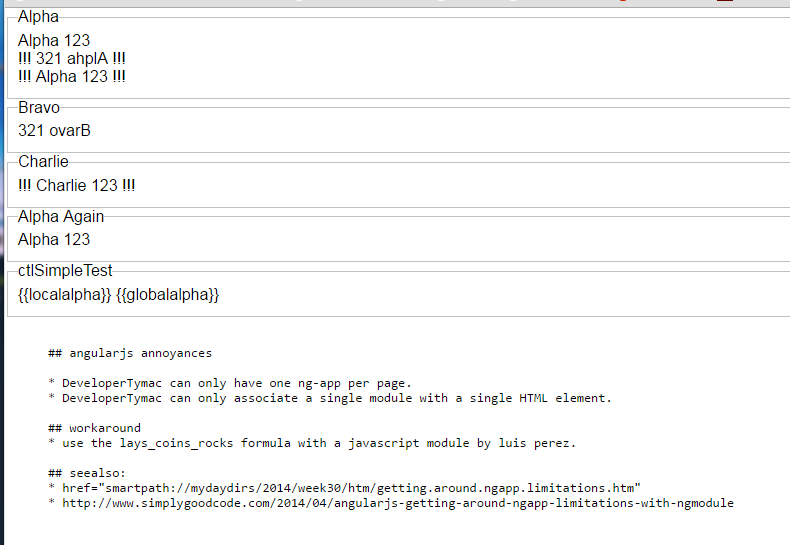 Alpha
Alpha 123
!!! 321 ahplA !!!
!!! Alpha 123 !!!
Bravo
321 ovarB
Charlie
!!! Charlie 123 !!!
Alpha Again
Alpha 123
ctlSimpleTest
{{localalpha}} {{globalalpha}}
## angularjs annoyances
* DeveloperTymac can only have one ng-app per page.
* DeveloperTymac can only associate a single module with a single HTML element.
## workaround
* use the lays_coins_rocks formula with a javascript module by luis perez.
## seealso:
* href="smartpath://mydaydirs/2014/week30/htm/getting.around.ngapp.limitations.htm"
* http://www.simplygoodcode.com/2014/04/angularjs-getting-around-ngapp-limitations-with-ngmodule